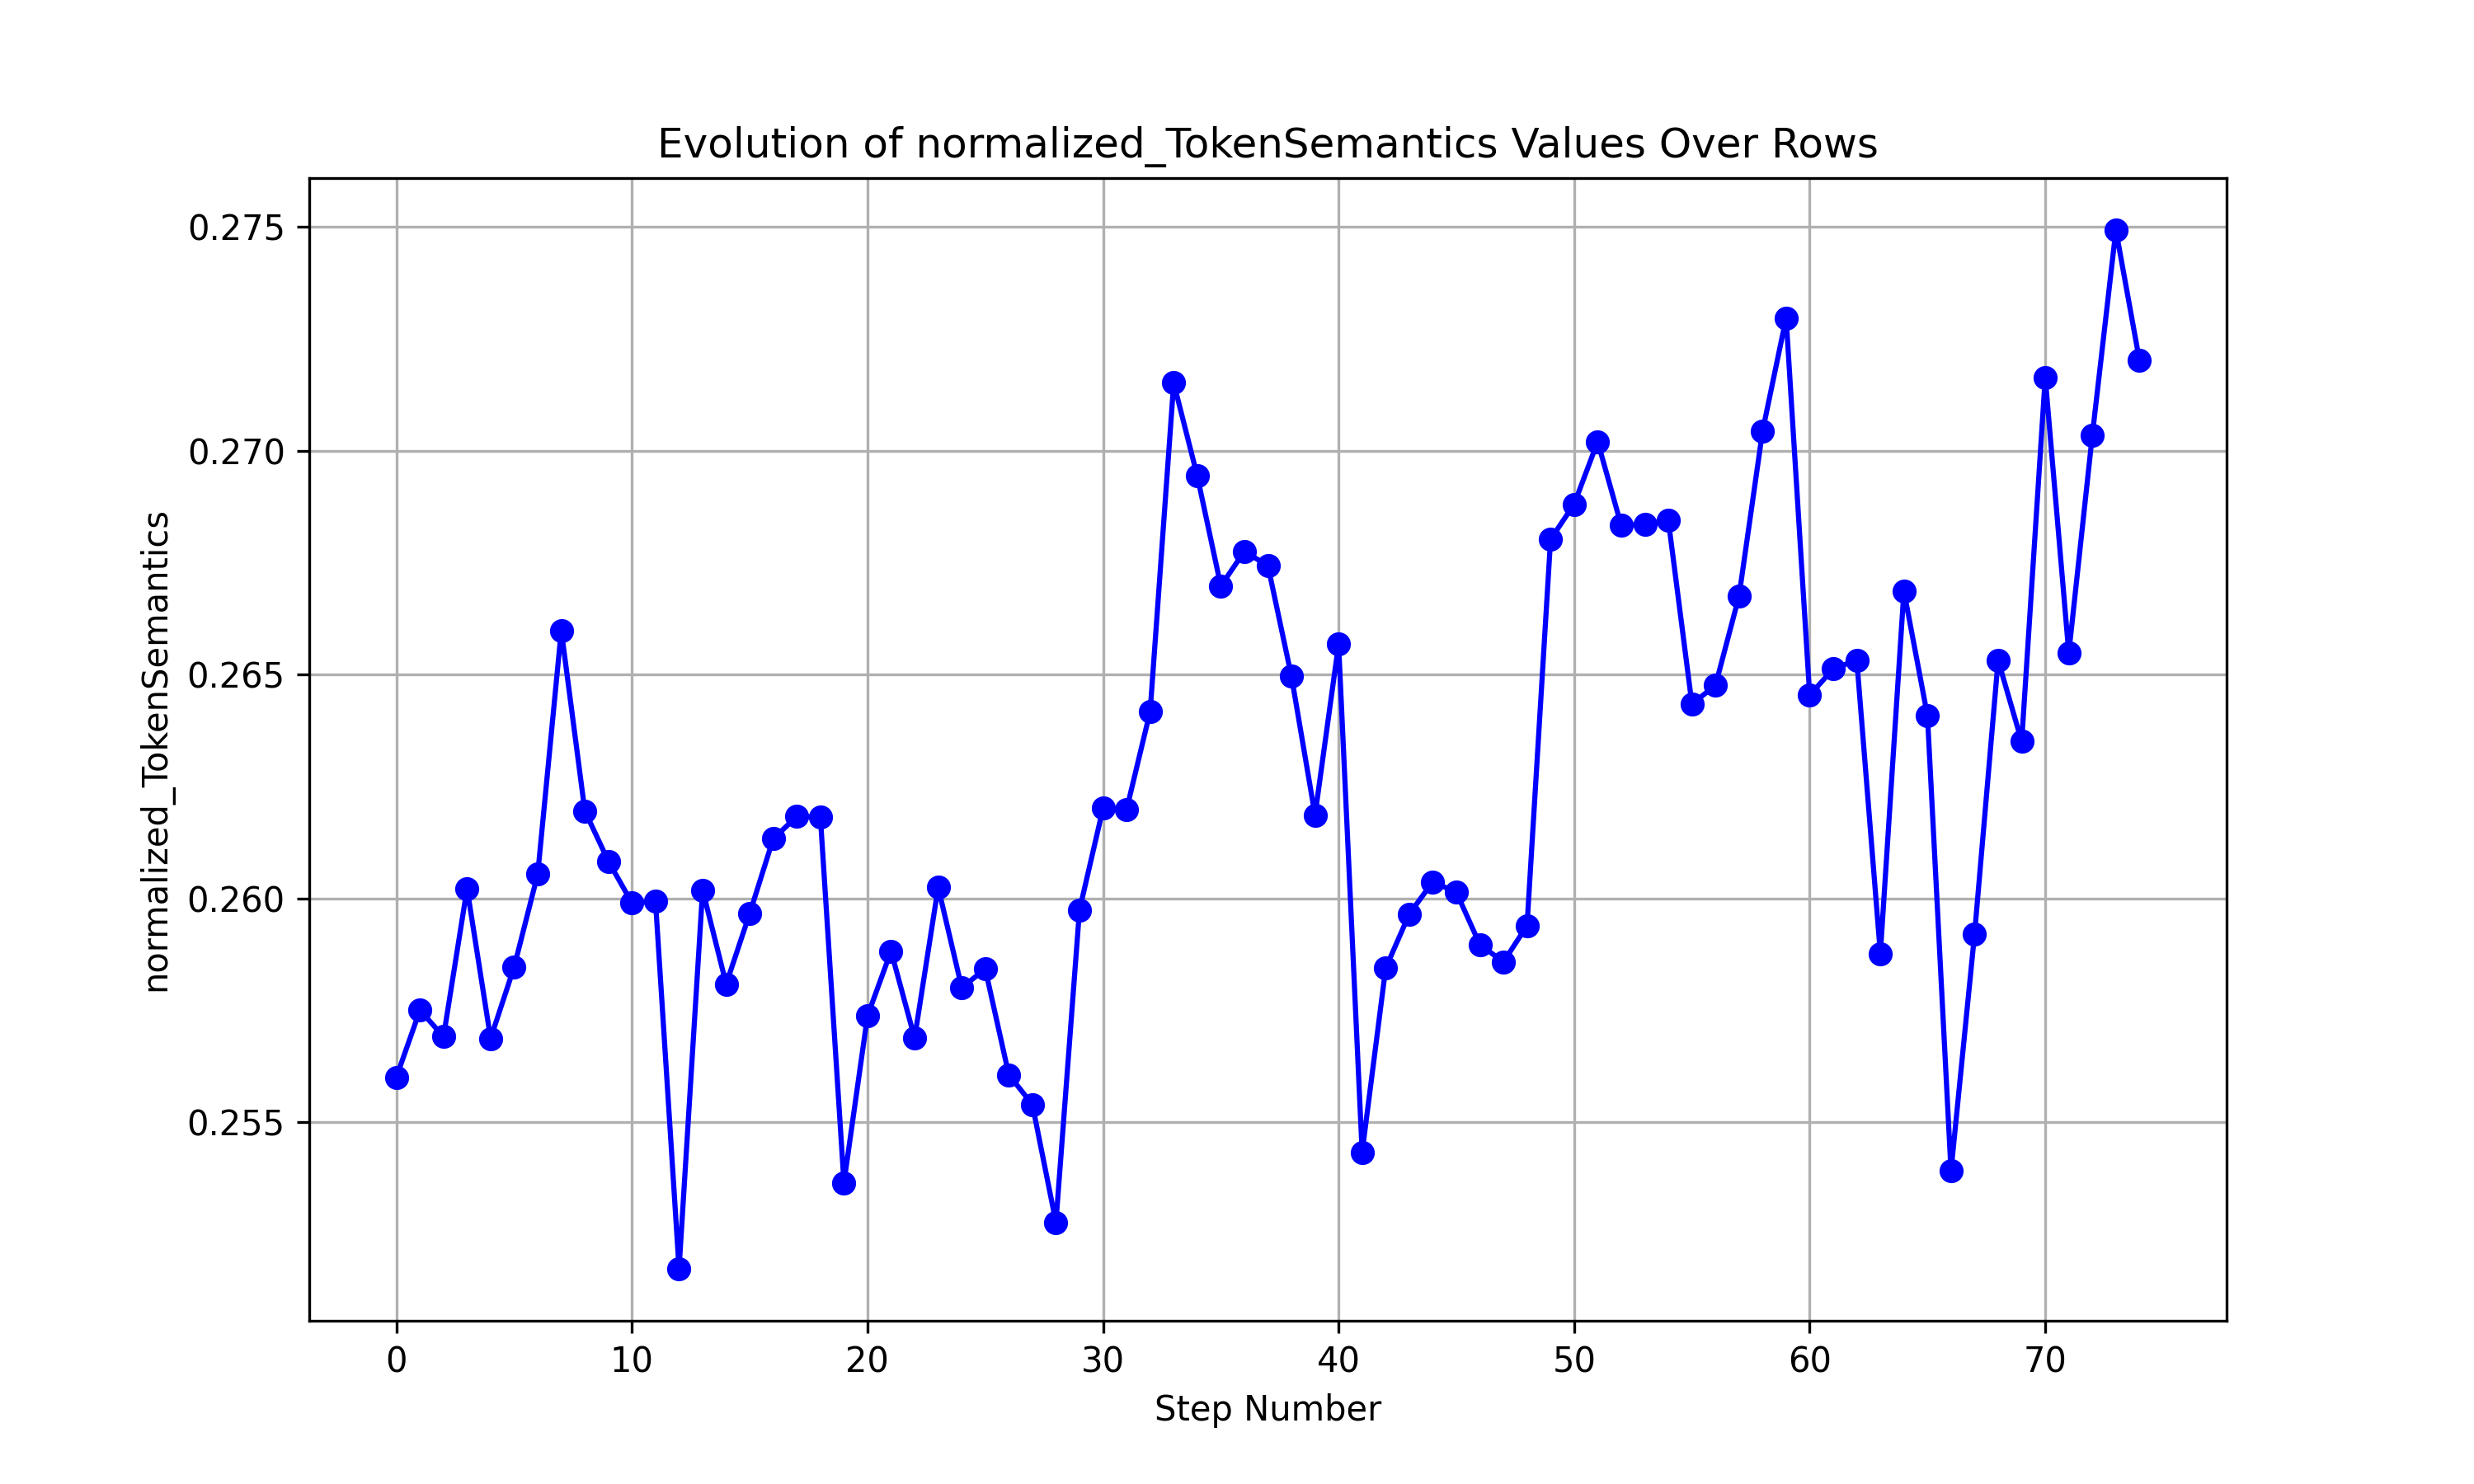 Evolution of normalized_TokenSemantics Values Over Rows
normalized_TokenSemantics
0.275
0.270
0.265
0.260
0.255
0 10 20 30 40 50 60 70
Step Number